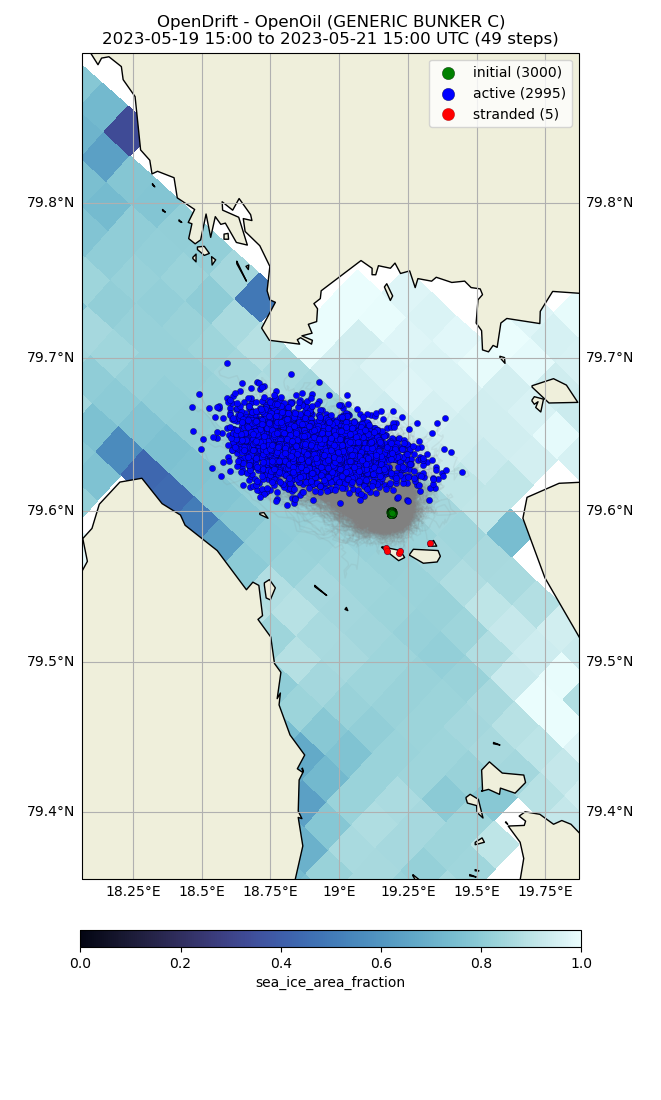 OpenDrift - OpenOil (GENERIC BUNKER C)
2023-05-19 15:00 to 2023-05-21 15:00 UTC (49 steps)
initial (3000)
active (2995)
stranded (5)
79.8°N 79.8°N
79.7°N 79.7°N
79.6°N 79.6°N
79.5°N 79.5°N
79.4°N 79.4°N
18.25°E 18.5°E 18.75°E 19°E 19.25°E 19.5°E 19.75°E
0.0 0.2 0.4 0.6 0.8 1.0
sea_ice_area_fraction